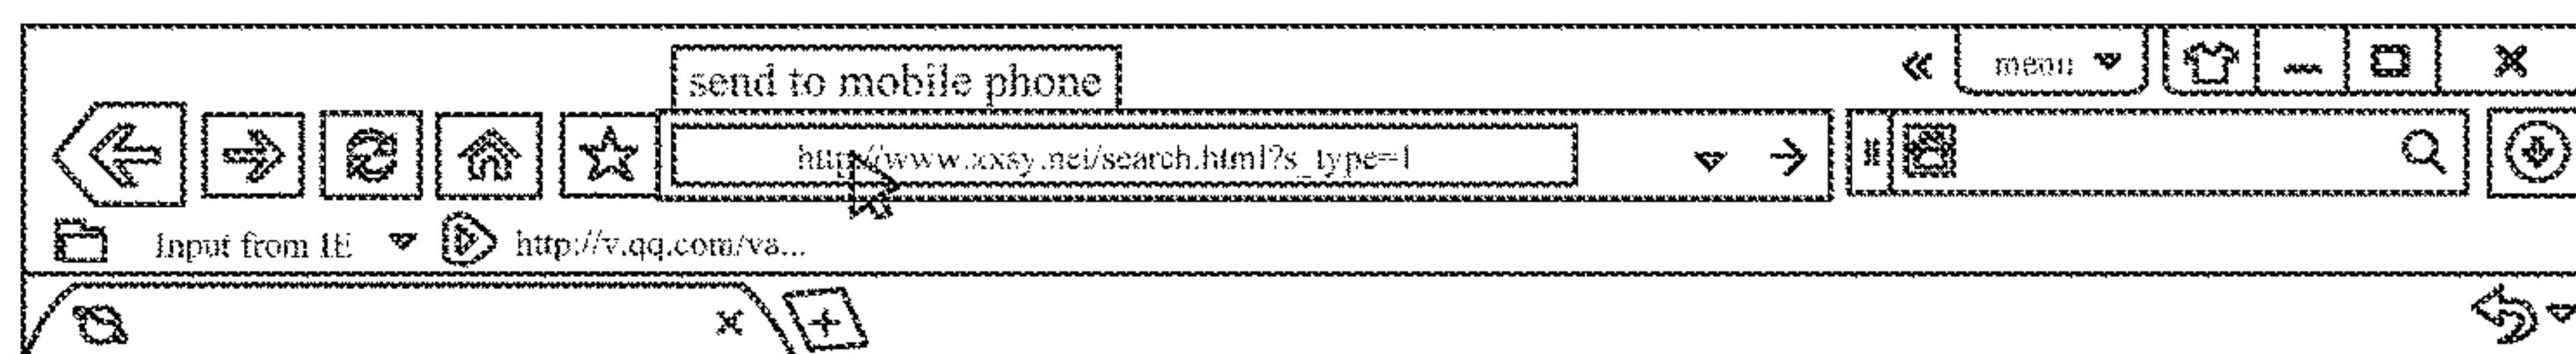 send to mobile phone
menu
http://www.xxsy.net/search.html?s_type=1
Input from IE
http://v.qq.com/va...